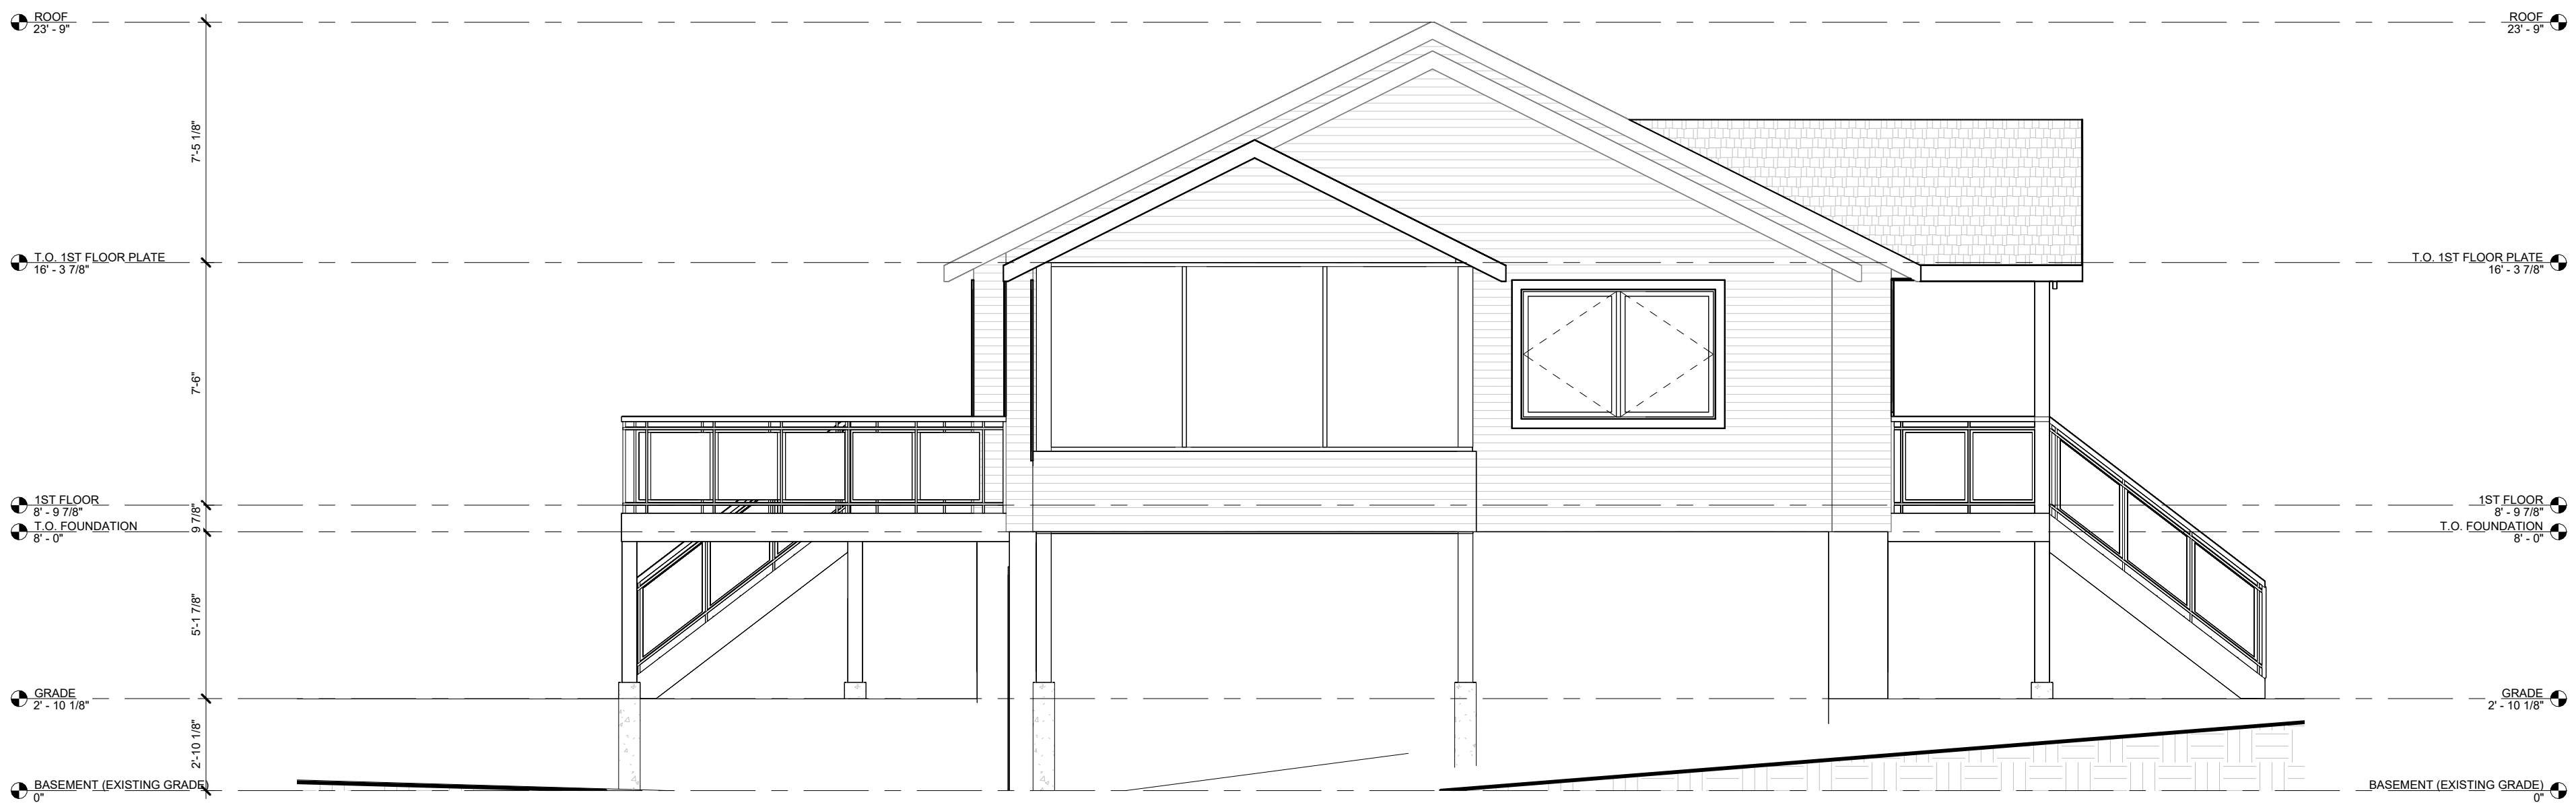 ROOF
23' - 9"
ROOF
23' - 9"
7'-5 1/8"
T.O. 1ST FLOOR PLATE
16' - 3 7/8"
T.O. 1ST FLOOR PLATE
16' - 3 7/8"
7'-6"
1ST FLOOR
8' - 9 7/8"
1ST FLOOR
8' - 9 7/8"
9 7/8"
T.O. FOUNDATION
8' - 0"
T.O. FOUNDATION
8' - 0"
5'-1 7/8"
GRADE
2' - 10 1/8"
GRADE
2' - 10 1/8"
2'-10 1/8"
BASEMENT (EXISTING GRADE)
0"
BASEMENT (EXISTING GRADE)
0"